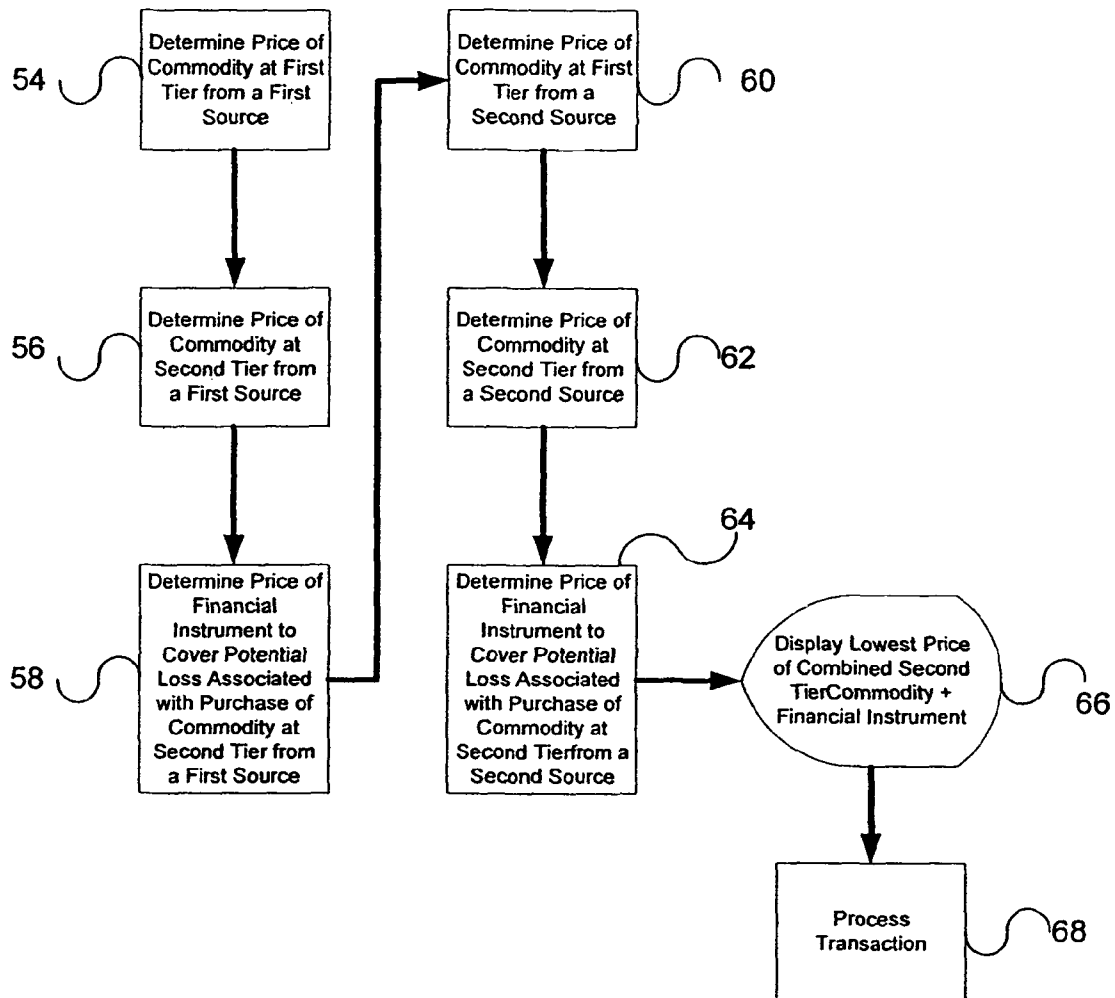 54
Determine Price of
Commodity at First
Tier from a First
Source
56
Determine Price of
Commodity at
Second Tier from
a First Source
58
Determine Price of
Financial
Instrument to
Cover Potential
Loss Associated
with Purchase of
Commodity at
Second Tier from
a First Source
Determine Price of
Commodity at First
Tier from a
Second Source
60
Determine Price of
Commodity at
Second Tier from
a Second Source
62
64
Determine Price of
Financial
Instrument to
Cover Potential
Loss Associated
with Purchase of
Commodity at
Second Tierfrom a
Second Source
Display Lowest Price
of Combined Second
TierCommodity +
Financial Instrument
66
Process
Transaction
68